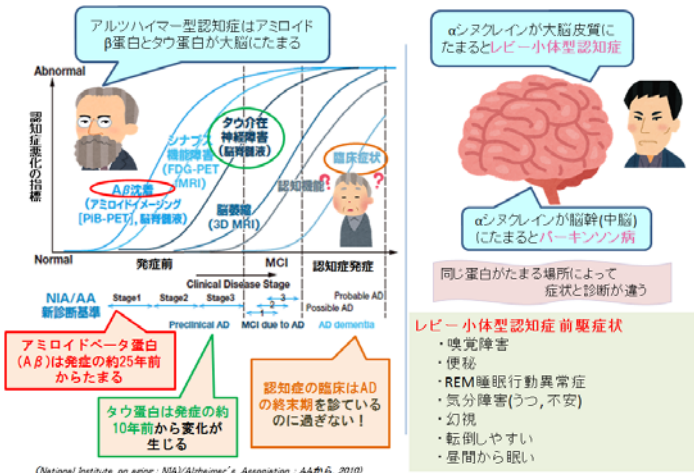 アルツハイマー型認知症はアミロイド
β蛋白とタウ蛋白が大脳にたまる
Abnormal
認知症悪化の指標
Normal
Aβ沈着
(アミロイドイメージング
[PiB-PET], 脳脊髄液)
シナプス
機能障害
(FDG-PET
fMRI)
タウ介在
神経障害
(脳脊髄液)
脳萎縮
(3D MRI)
認知機能
臨床症状
?
?
発症前
MCI
認知症発症
Clinical Disease Stage
NIA/AA
新診断基準
Stage1
Stage2
Stage3
1
2
3
Probable AD
Possible AD
Preclinical AD
MCI due to AD
AD dementia
アミロイドベータ蛋白
(Aβ)は発症の約25年前
からたまる
タウ蛋白は発症の約
10年前から変化が
生じる
認知症の臨床はAD
の終末期を診ている
のに過ぎない!
(National Institute on aging : NIA)/Alzheimer's Association : AAから, 2010)
αシヌクレインが大脳皮質に
たまるとレビー小体型認知症
αシヌクレインが脳幹(中脳)
にたまるとパーキンソン病
同じ蛋白がたまる場所によって
症状と診断が違う
レビー小体型認知症 前駆症状
・嗅覚障害
・便秘
・REM睡眠行動異常症
・気分障害(うつ, 不安)
・幻視
・転倒しやすい
・昼間から眠い